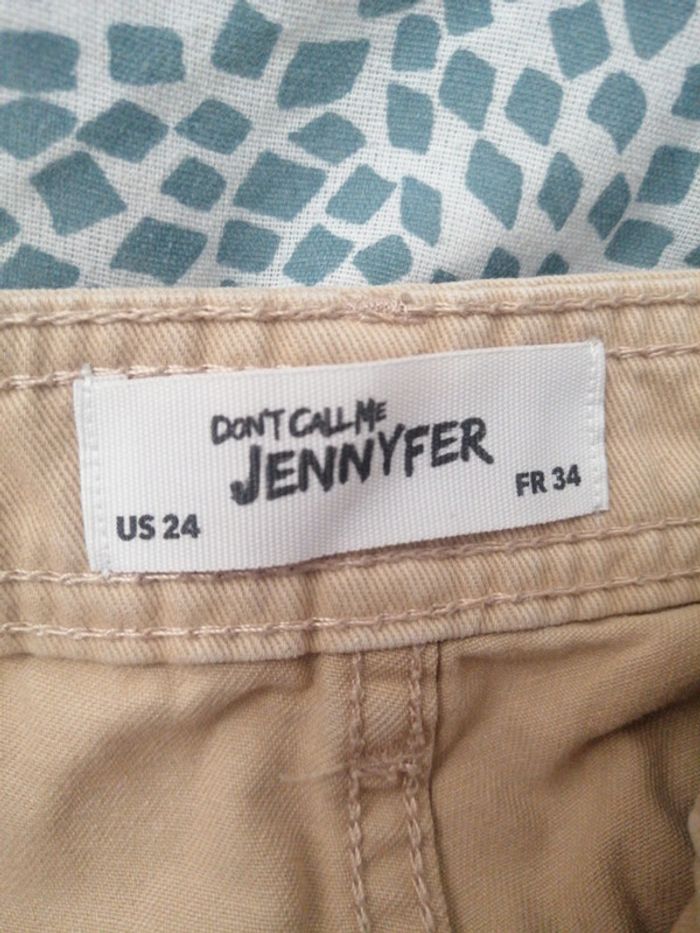 DON'T CALL ME
JENNYFER
US 24
FR 34